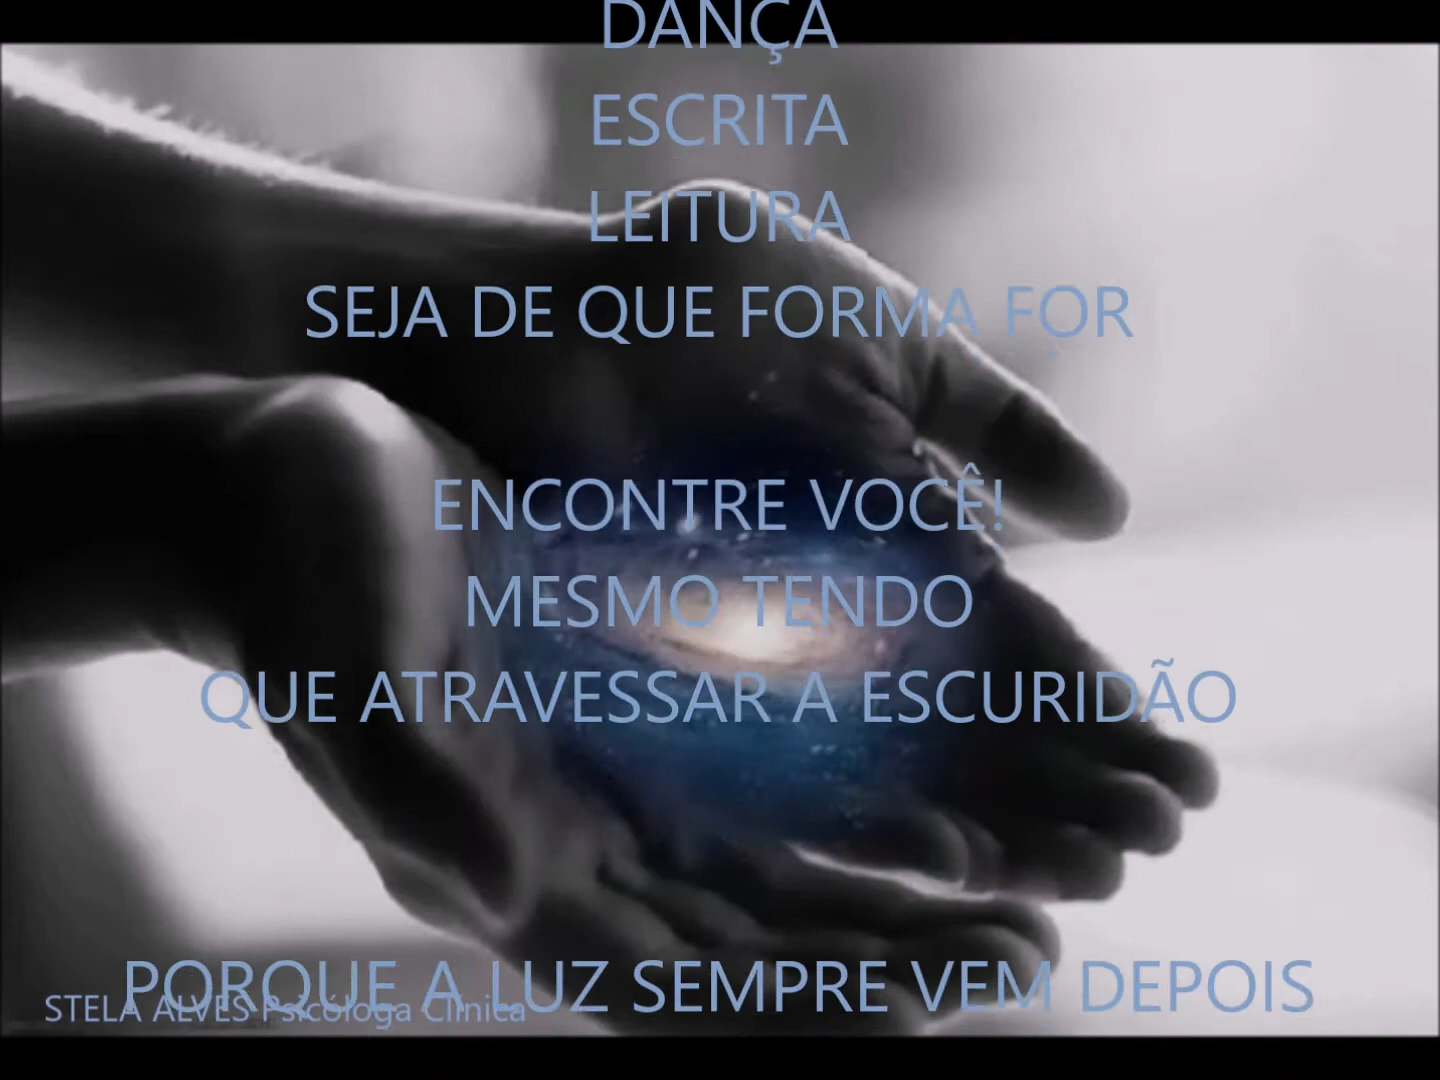 DANÇA
ESCRITA
LEITURA
SEJA DE QUE FORMA FOR
ENCONTRE VOCÊ!
MESMO TENDO
QUE ATRAVESSAR A ESCURIDÃO
PORQUE A LUZ SEMPRE VEM DEPOIS
STELA ALVES Psicóloga Clínica